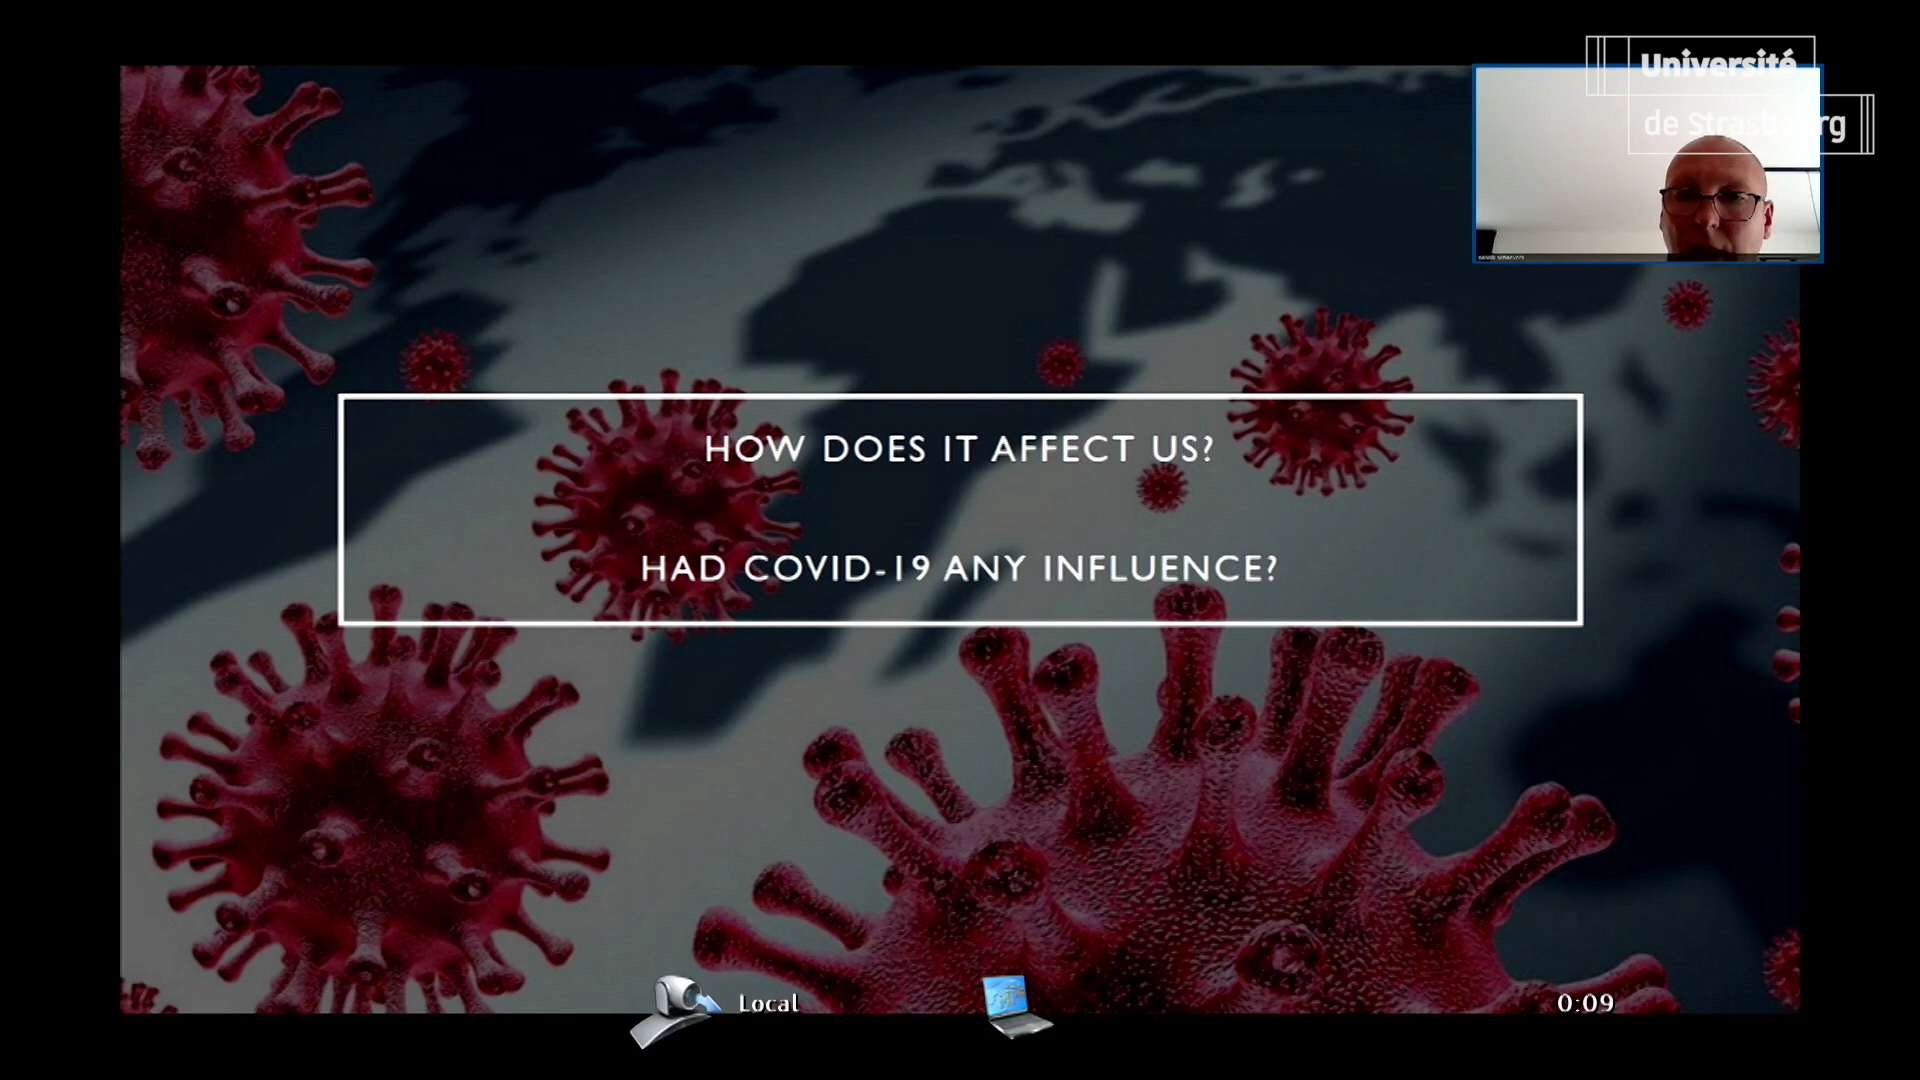 Université
de Strasbourg
HOW DOES IT AFFECT US?
HAD COVID-19 ANY INFLUENCE?
Local
0:09